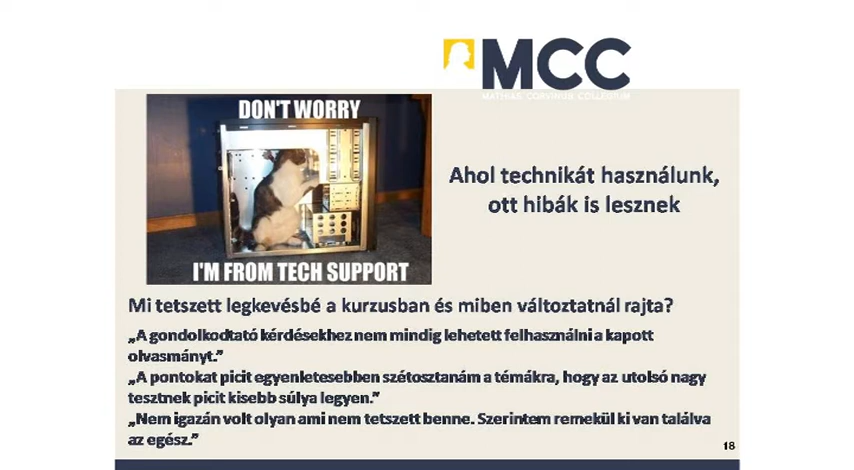 MCC
MATHIAS CORVINUS COLLEGIUM
DON'T WORRY
I'M FROM TECH SUPPORT
Ahol technikát használunk,
ott hibák is lesznek
Mi tetszett legkevésbé a kurzusban és miben változtatnál rajta?
„A gondolkodtató kérdésekhez nem mindig lehetett felhasználni a kapott
olvasmányt.”
„A pontokat picit egyenletesebben szétosztanám a témákra, hogy az utolsó nagy
tesztnek picit kisebb súlya legyen.”
„Nem igazán volt olyan ami nem tetszett benne. Szerintem remekül ki van találva
az egész.”
18